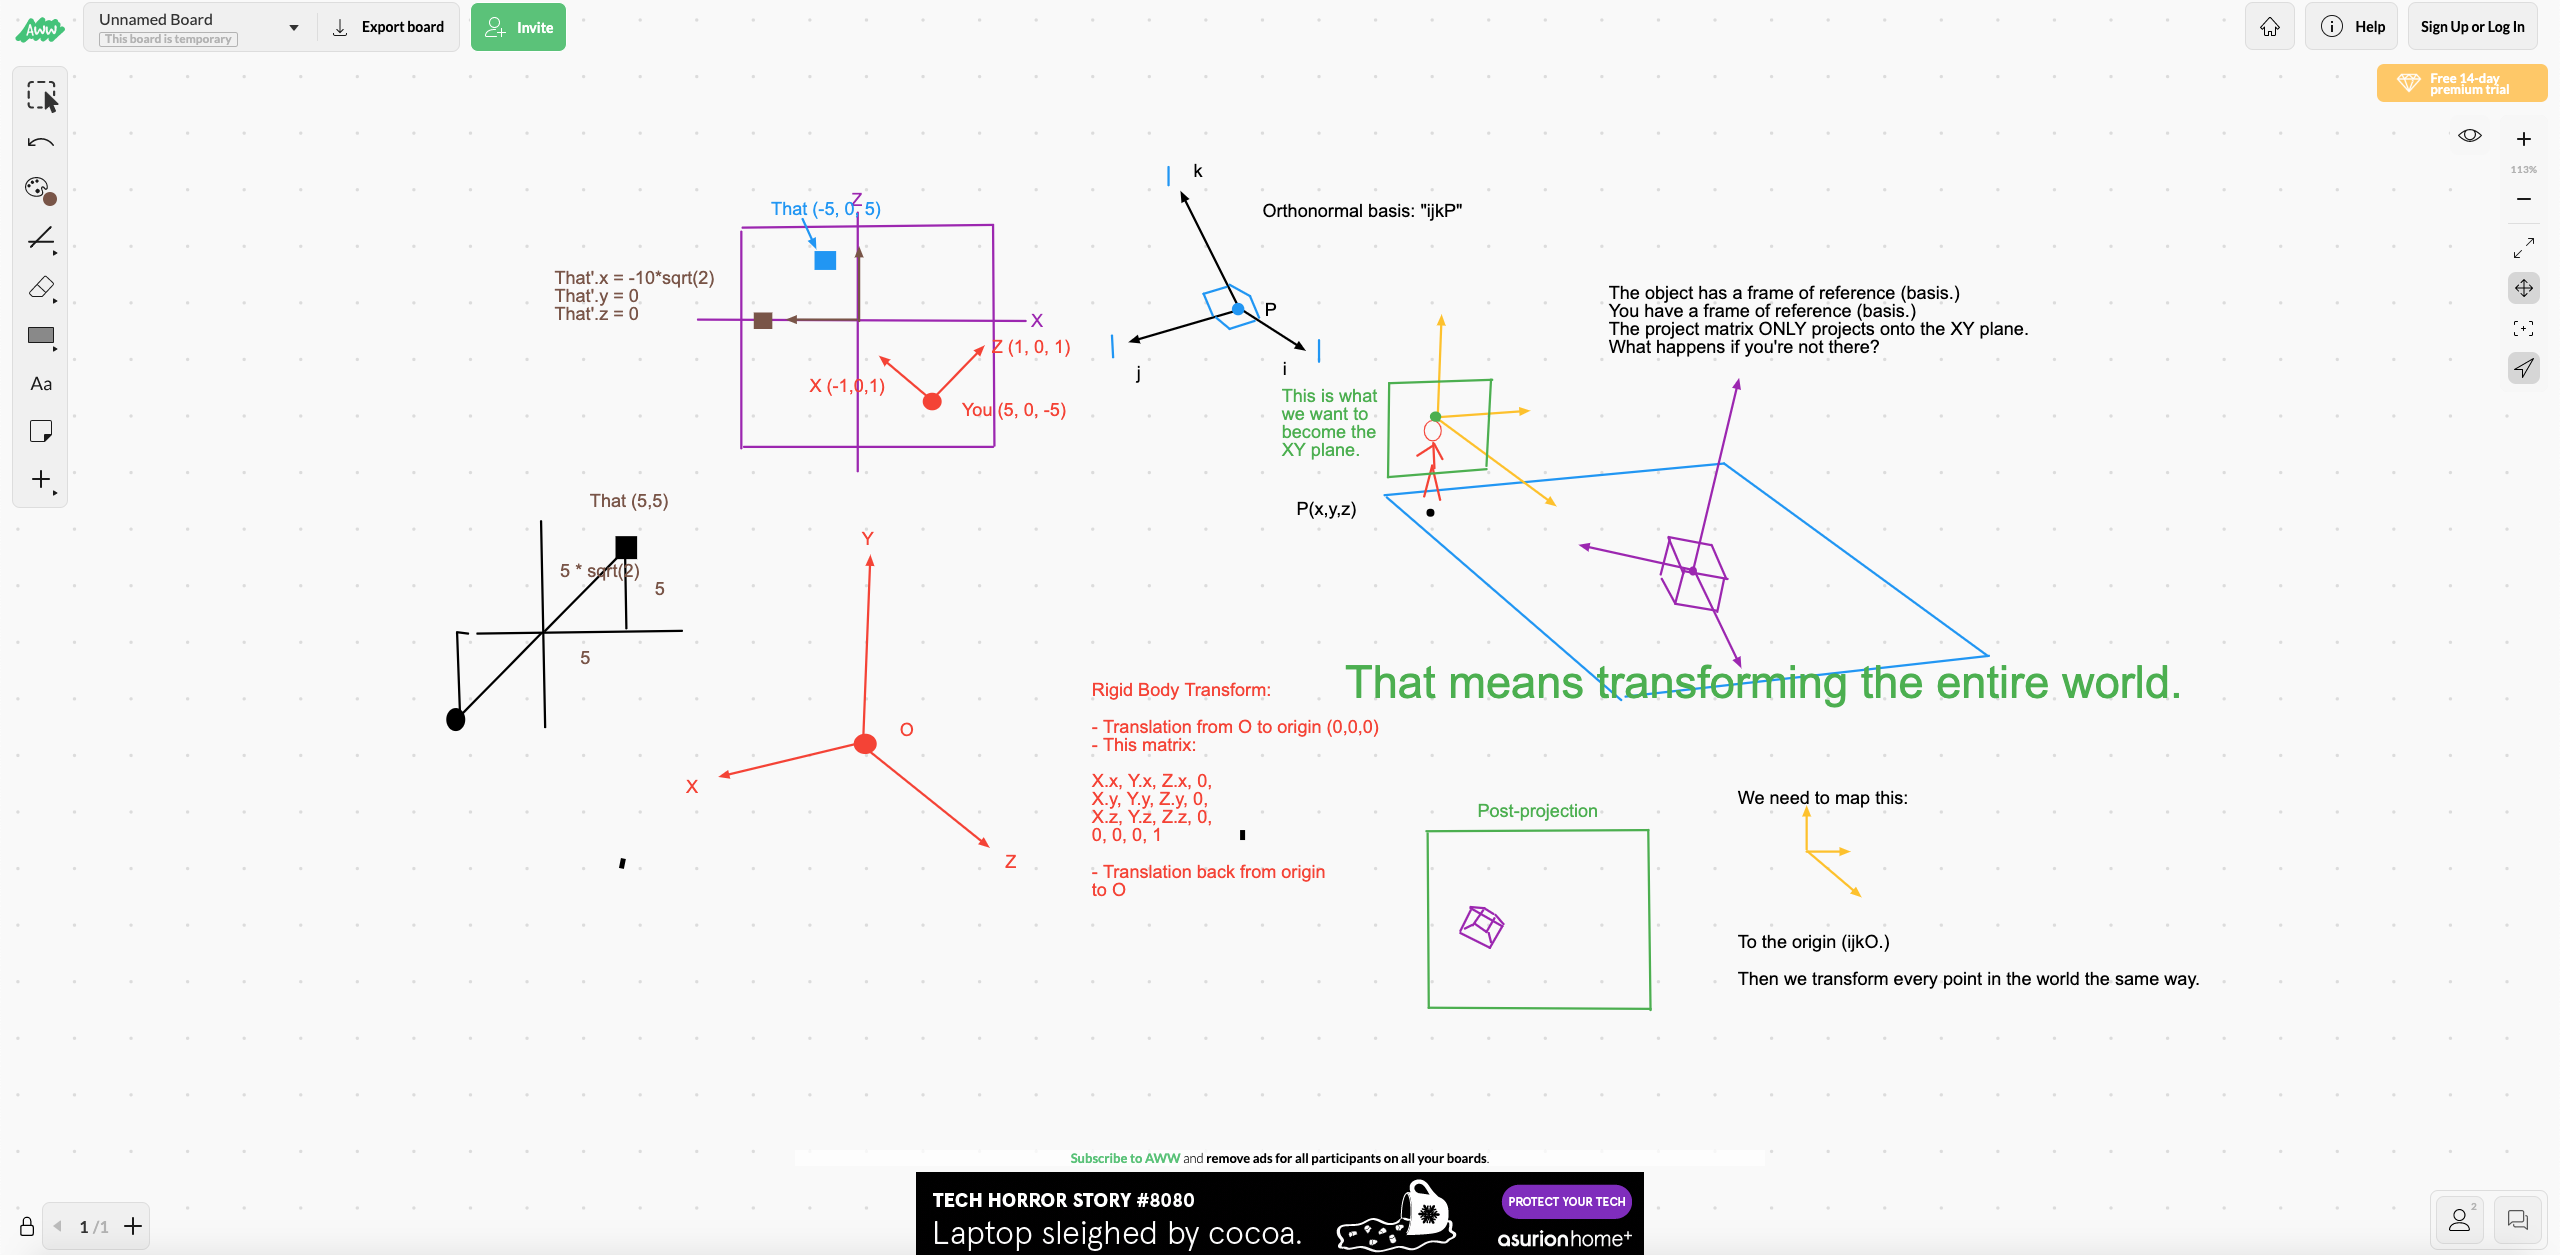 AWW
Unnamed Board
This board is temporary
Export board
Invite
Help
Sign Up or Log In
Free 14-day
premium trial
113%
Aa
k
Z
That (-5, 0, 5)
Orthonormal basis: "ijkP"
That'.x = -10*sqrt(2)
That'.y = 0
That'.z = 0
X
P
Z (1, 0, 1)
X (-1,0,1)
You (5, 0, -5)
j
i
The object has a frame of reference (basis.)
You have a frame of reference (basis.)
The project matrix ONLY projects onto the XY plane.
What happens if you're not there?
This is what
we want to
become the
XY plane.
P(x,y,z)
That (5,5)
5 * sqrt(2)
5
5
Y
O
X
Z
That means transforming the entire world.
Rigid Body Transform:
- Translation from O to origin (0,0,0)
- This matrix:
X.x, Y.x, Z.x, 0,
X.y, Y.y, Z.y, 0,
X.z, Y.z, Z.z, 0,
0, 0, 0, 1
- Translation back from origin
to O
Post-projection
We need to map this:
To the origin (ijkO.)
Then we transform every point in the world the same way.
Subscribe to AWW and remove ads for all participants on all your boards.
TECH HORROR STORY #8080
Laptop sleighed by cocoa.
PROTECT YOUR TECH
asurionhome+
1 /1
2